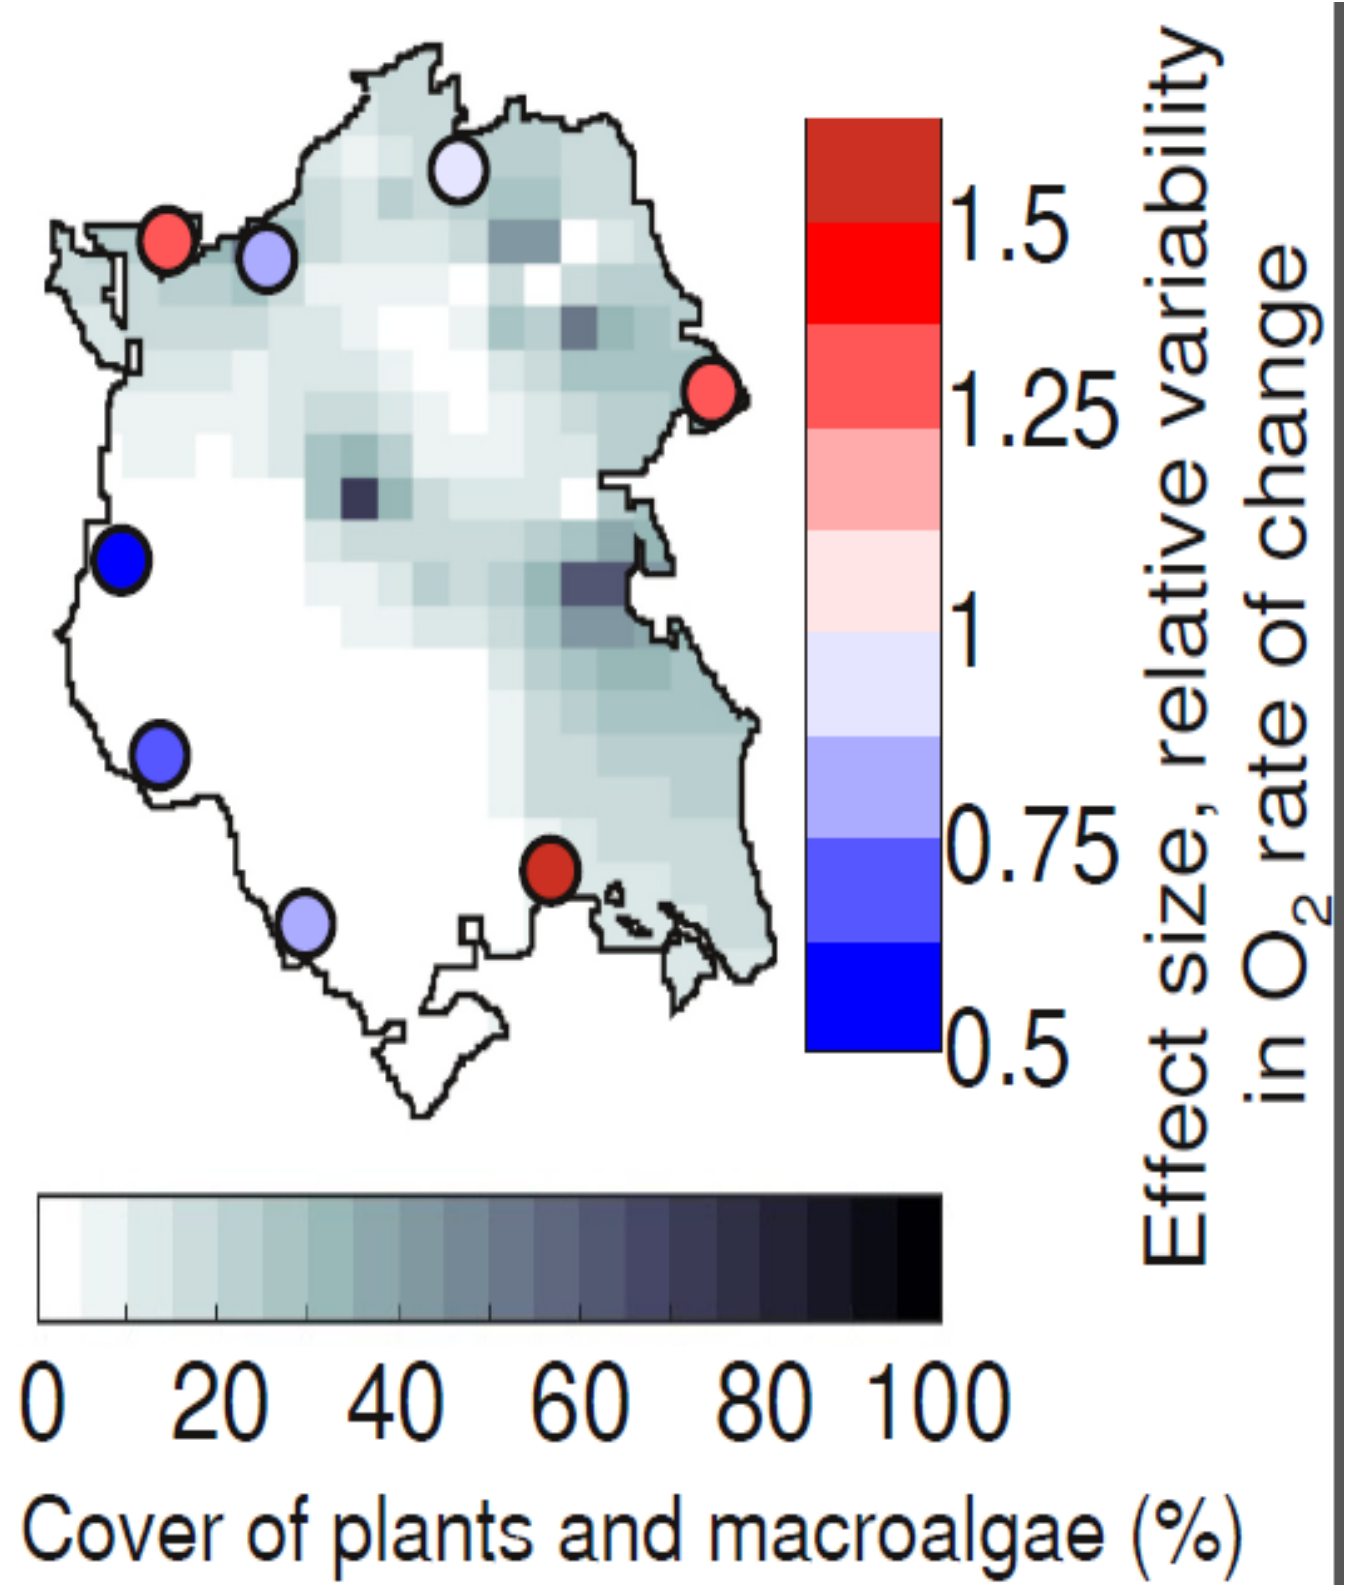 1.5
1.25
1
0.75
0.5
Effect size, relative variability
in O₂ rate of change
0 20 40 60 80 100
Cover of plants and macroalgae (%)